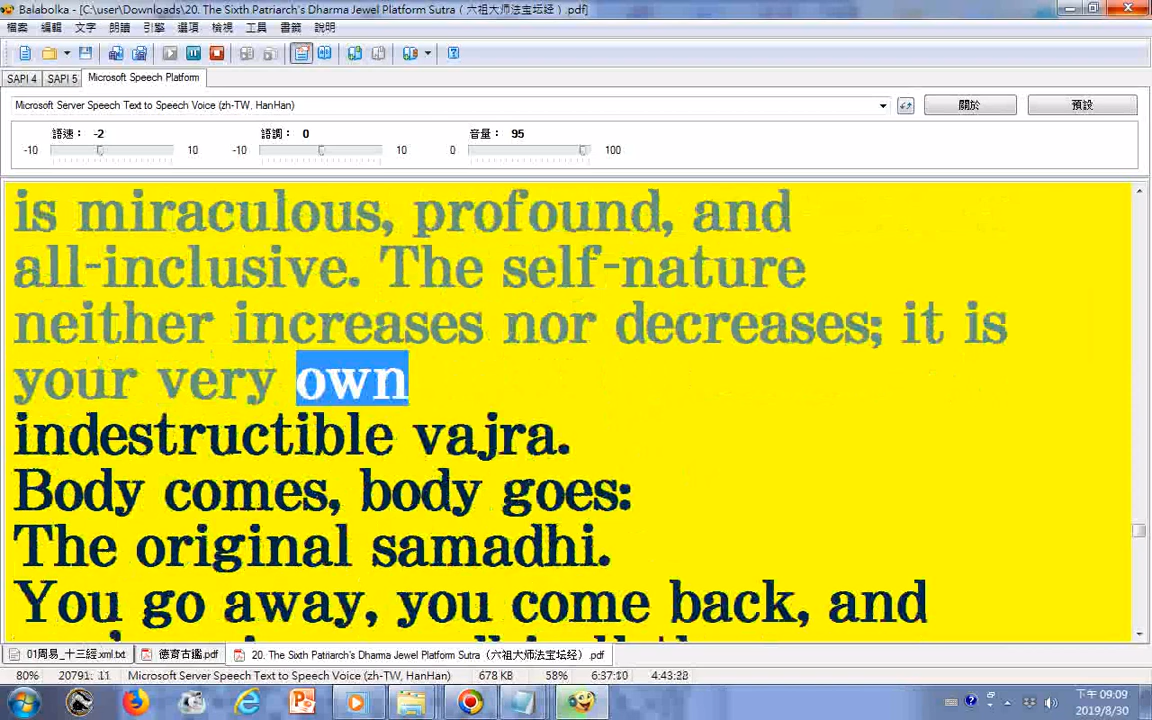 Balabolka - [C:\user\Downloads\20. The Sixth Patriarch's Dharma Jewel Platform Sutra（六祖大师法宝坛经）.pdf]
檔案 編輯 文字 朗讀 引擎 選項 檢視 工具 書籤 說明
SAPI 4 SAPI 5 Microsoft Speech Platform
Microsoft Server Speech Text to Speech Voice (zh-TW, HanHan) 關於 預設
語速： -2 語調： 0 音量： 95
-10 10 -10 10 0 100
is miraculous, profound, and
all-inclusive. The self-nature
neither increases nor decreases; it is
your very own
indestructible vajra.
Body comes, body goes:
The original samadhi.
You go away, you come back, and
01周易_十三經.xml.txt 德育古鑑.pdf 20. The Sixth Patriarch's Dharma Jewel Platform Sutra（六祖大师法宝坛经）.pdf
80% 20791: 11 Microsoft Server Speech Text to Speech Voice (zh-TW, HanHan) 678 KB 58% 6:37:10 4:43:28
下午 09:09
2019/8/30